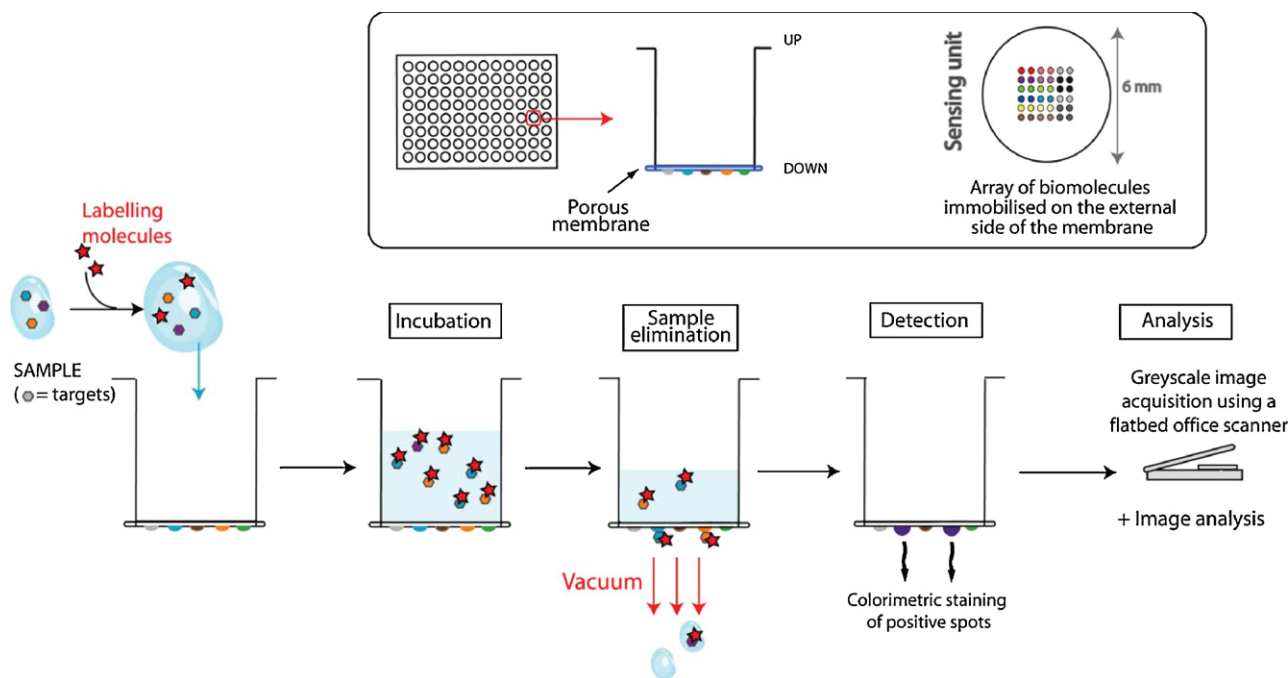 UP
DOWN
Porous
membrane
Sensing unit
6 mm
Array of biomolecules
immobilised on the external
side of the membrane
Labelling
molecules
SAMPLE
(= targets)
Incubation
Sample
elimination
Detection
Analysis
Vacuum
Colorimetric staining
of positive spots
Greyscale image
acquisition using a
flatbed office scanner
+ Image analysis